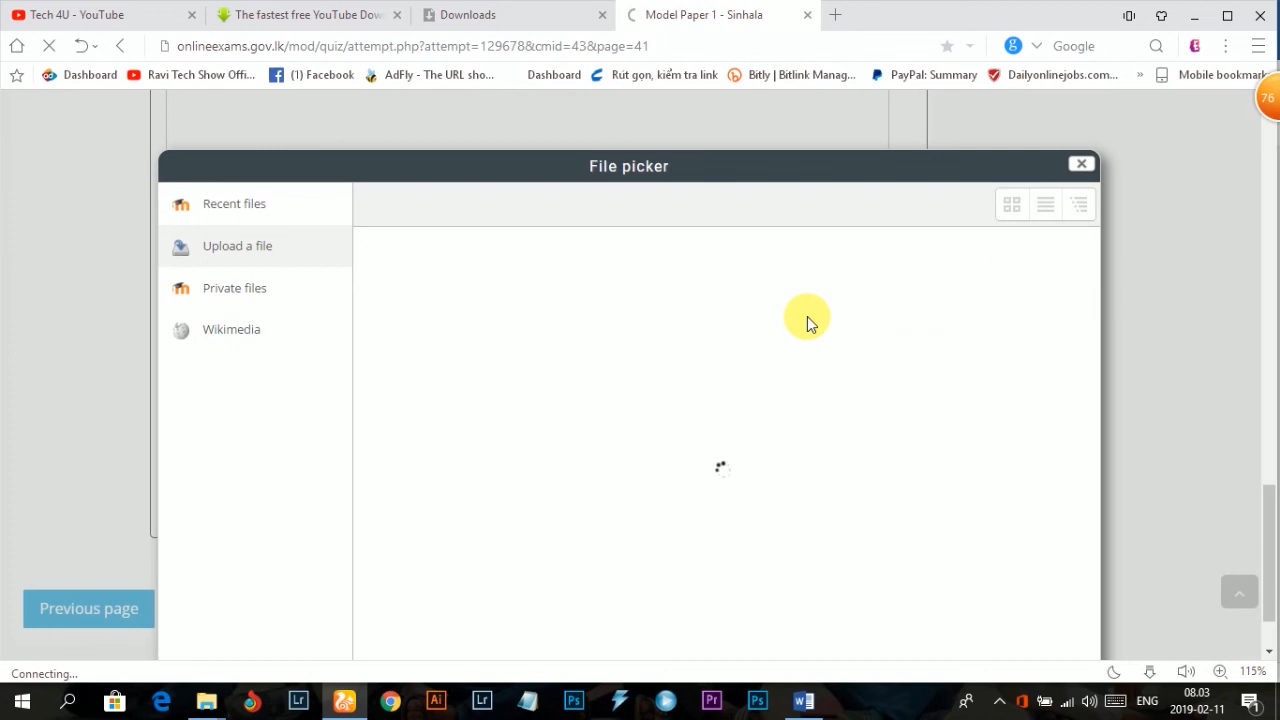 Tech 4U - YouTube
The fastest free YouTube Dow
Downloads
Model Paper 1 - Sinhala
onlineexams.gov.lk/mod/quiz/attempt.php?attempt=129678&cmid=43&page=41
Google
Dashboard
Ravi Tech Show Offi...
(1) Facebook
AdFly - The URL sho...
Dashboard
Rút gọn, kiểm tra link
Bitly | Bitlink Manag...
PayPal: Summary
Dailyonlinejobs.com...
Mobile bookmark
76
File picker
Recent files
Upload a file
Private files
Wikimedia
Previous page
Connecting...
115%
ENG
08.03
2019-02-11